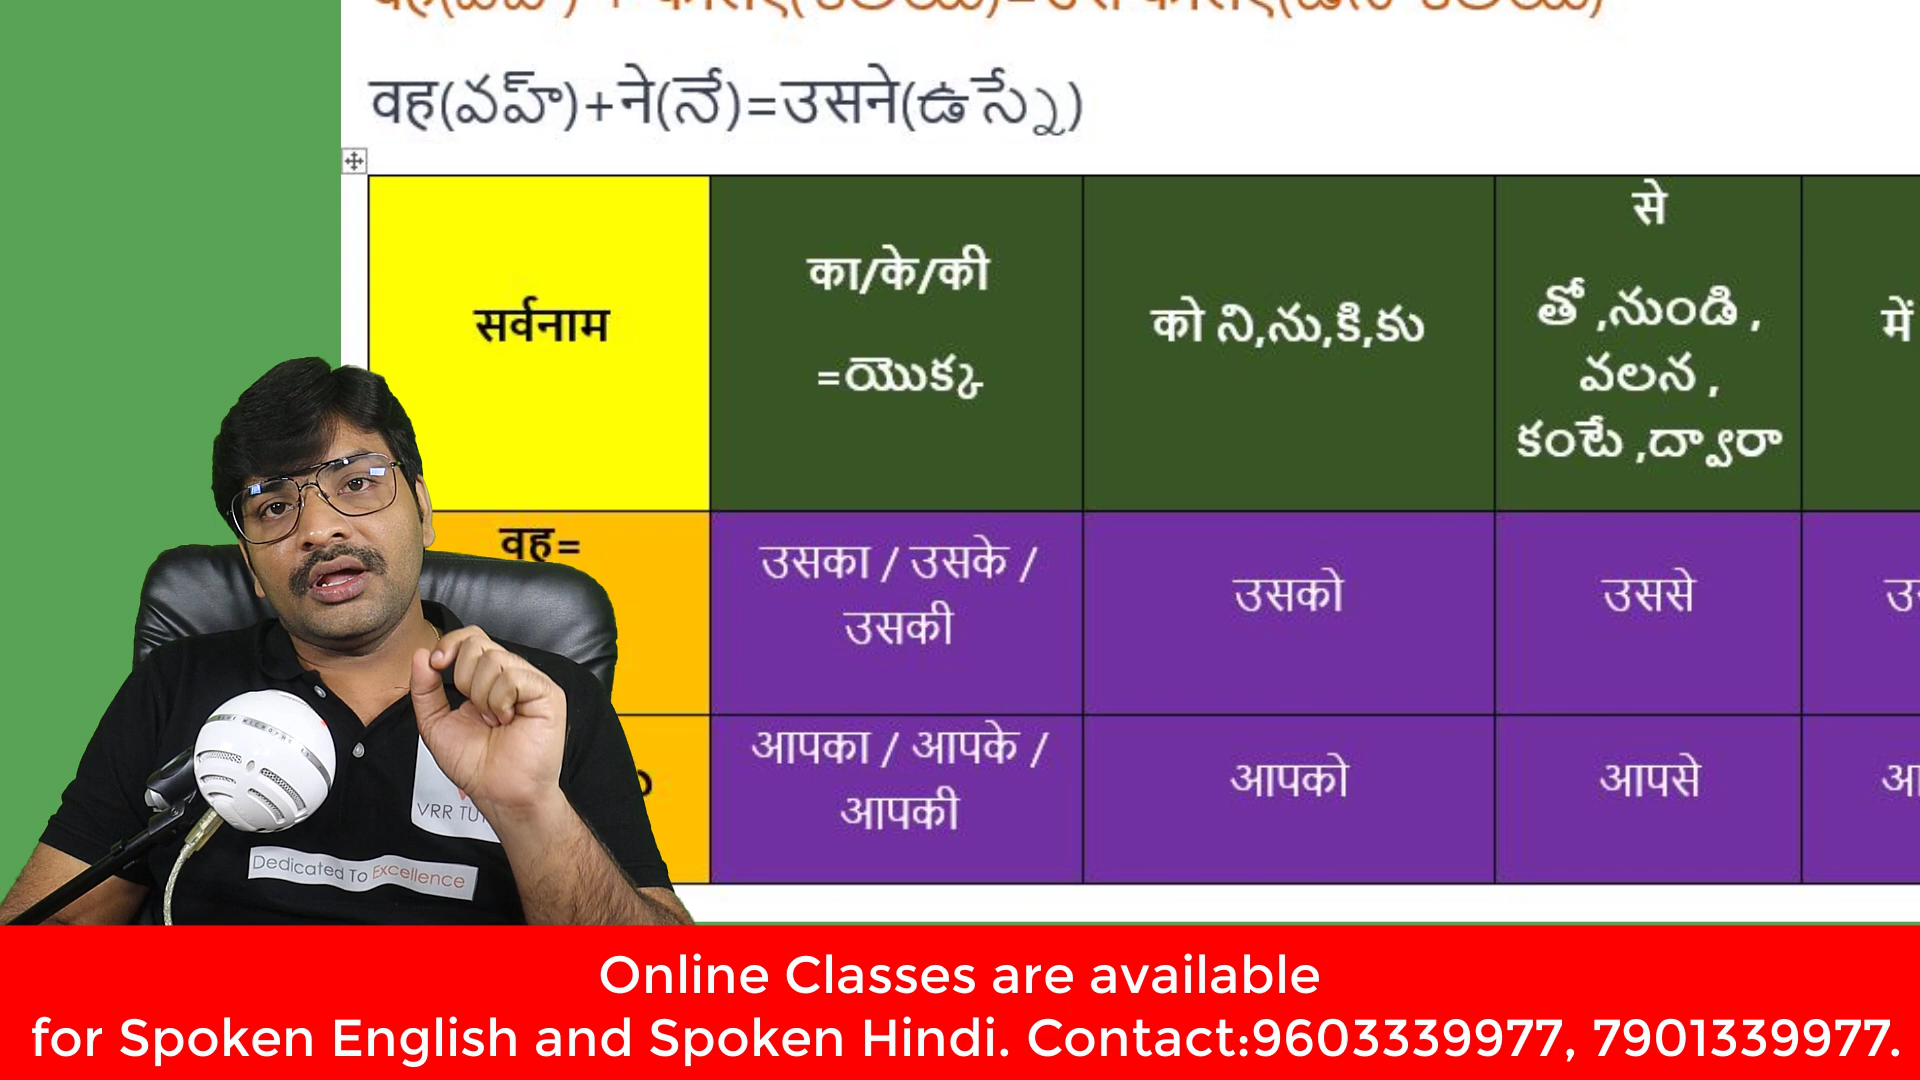 वह(వహ్)+ने(నే)=उसने(ఉస్నే)
सर्वनाम
का/के/की
=యొక్క
को ని,ను,కి,కు
से
తో ,నుండి ,
వలన ,
కంటే ,ద్వారా
में
वह=
उसका / उसके /
उसकी
उसको
उससे
आपका / आपके /
आपकी
आपको
आपसे
VRR
Dedicated To Excellence
Online Classes are available
for Spoken English and Spoken Hindi. Contact:9603339977, 7901339977.